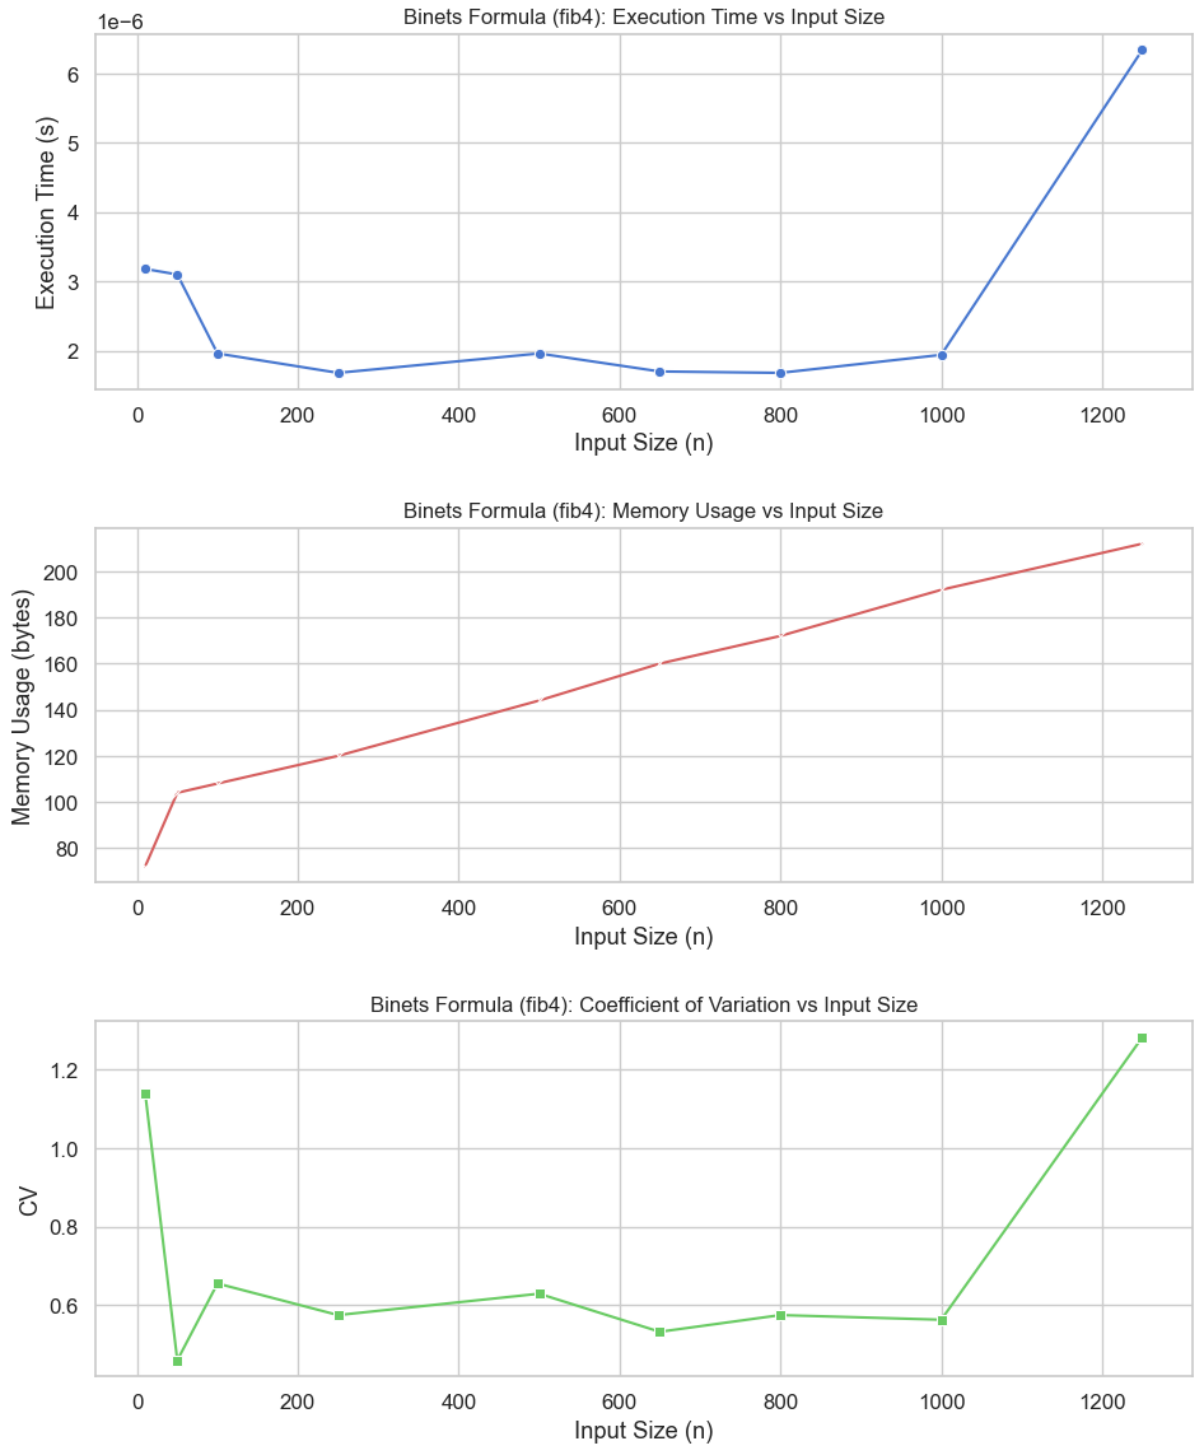 Binets Formula (fib4): Execution Time vs Input Size
1e−6
Execution Time (s)
6
5
4
3
2
0 200 400 600 800 1000 1200
Input Size (n)
Binets Formula (fib4): Memory Usage vs Input Size
Memory Usage (bytes)
200
180
160
140
120
100
80
0 200 400 600 800 1000 1200
Input Size (n)
Binets Formula (fib4): Coefficient of Variation vs Input Size
CV
1.2
1.0
0.8
0.6
0 200 400 600 800 1000 1200
Input Size (n)